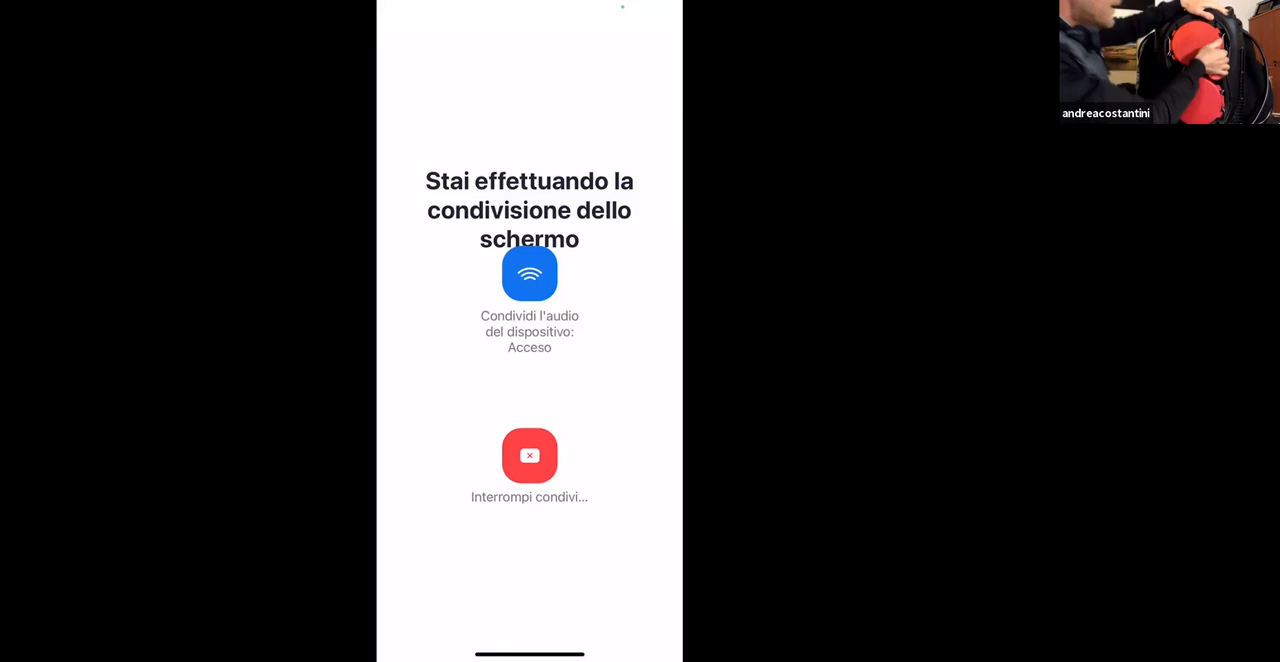 Stai effettuando la
condivisione dello
schermo
Condividi l'audio
del dispositivo:
Acceso
Interrompi condivi...
andreacostantini